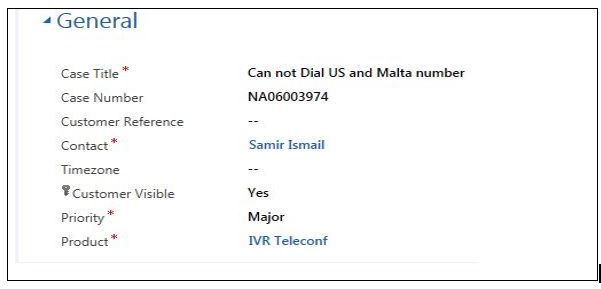 General
Case Title * Can not Dial US and Malta number
Case Number NA06003974
Customer Reference --
Contact * Samir Ismail
Timezone --
Customer Visible Yes
Priority * Major
Product * IVR Teleconf